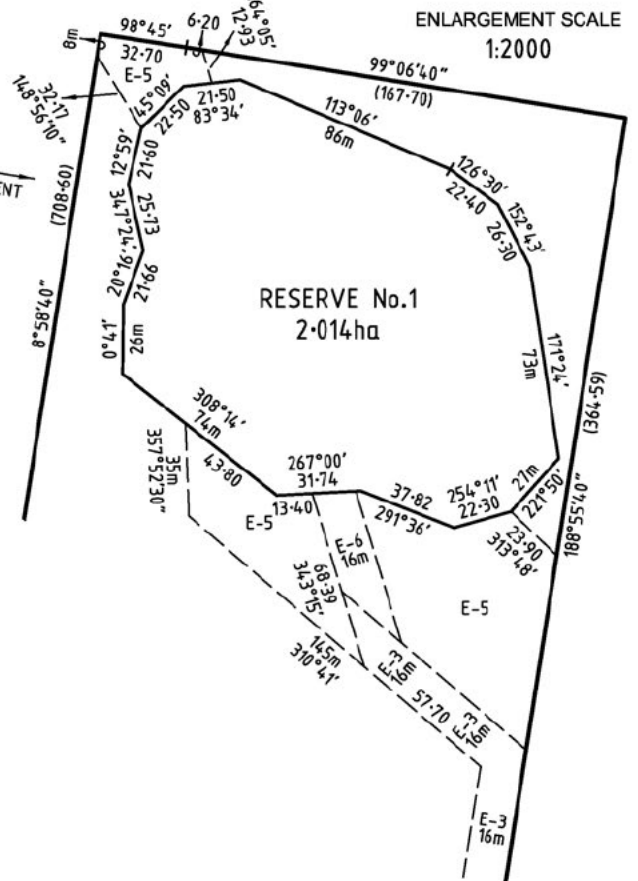 ENLARGEMENT SCALE
1:2000
8m
98°45'
32·70
6·20
64°05'
12·93
E-5
99°06'40"
(167·70)
32·17
148°56'10"
45°09'
22·50
21·50
83°34'
113°06'
86m
126°30'
22·40
152°43'
26·30
12°59'
21·60
347°24'
25·73
20°16'
21·66
0°41'
26m
ENT
(708·60)
8°58'40"
RESERVE No.1
2·014ha
171°24'
73m
(364·59)
188°55'40"
308°14'
74m
43·80
35m
357°52'30"
267°00'
31·74
13·40
37·82
291°36'
254°11'
22·30
27m
221°50'
23·90
313°48'
E-5
E-6
16m
68·39
343°15'
E-5
145m
310°41'
E-3
16m
57·70
E-3
16m
E-3
16m